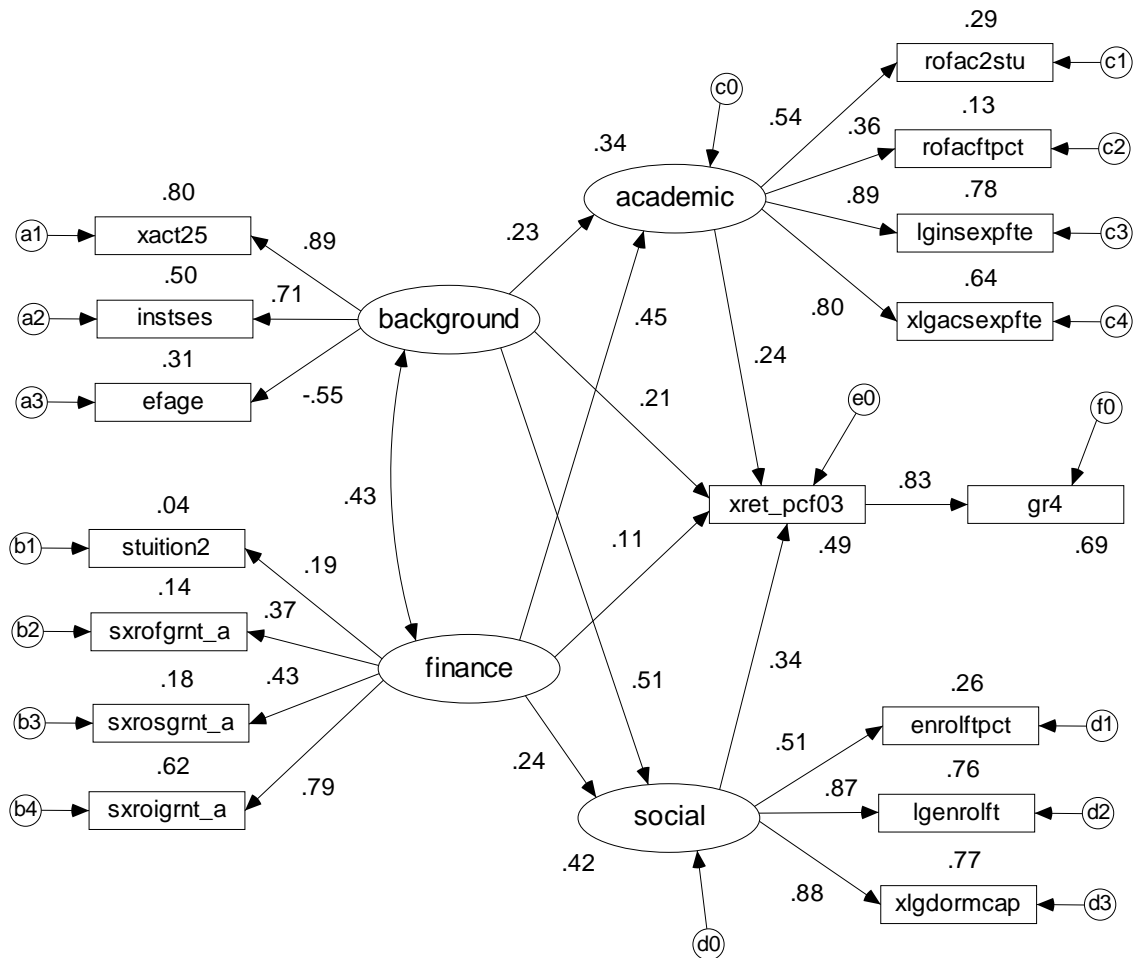 .29
rofac2stu
c1
c0
.54
.13
.36
rofacftpct
c2
.34
academic
.78
.89
lginsexpfte
c3
.80
xact25
a1
.89
.23
.64
xlgacsexpfte
c4
.80
.50
instses
a2
.71
background
.45
.24
.31
efage
a3
-.55
.21
e0
f0
.43
xret_pcf03
.83
gr4
.49
.69
.04
stuition2
b1
.19
.11
.14
sxrofgrnt_a
b2
.37
finance
.34
.18
sxrosgrnt_a
b3
.43
.51
.26
enrolftpct
d1
.51
.62
sxroigrnt_a
b4
.79
.24
.76
.87
lgenrolft
d2
social
.42
.77
.88
xlgdormcap
d3
d0